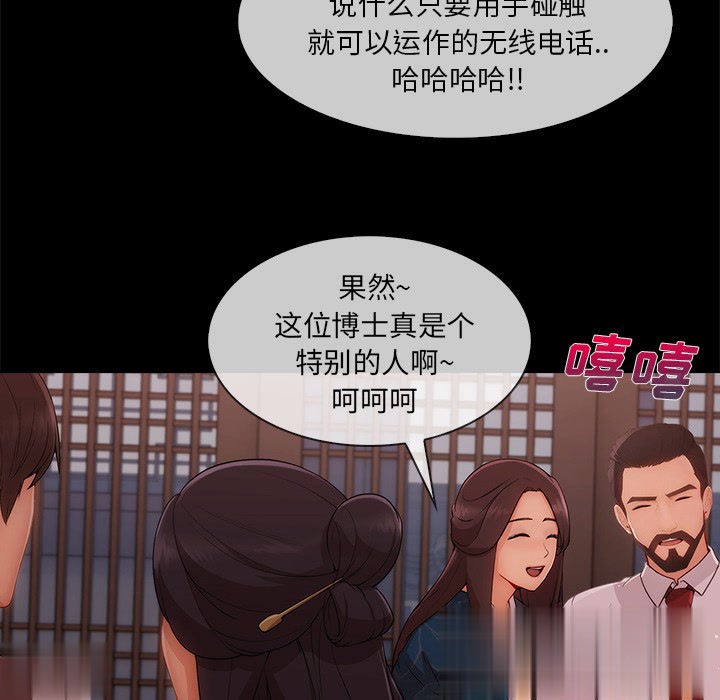 说什么只要用手碰触
就可以运作的无线电话..
哈哈哈哈!!
果然~
这位博士真是个
特别的人啊~
呵呵呵
嘻嘻